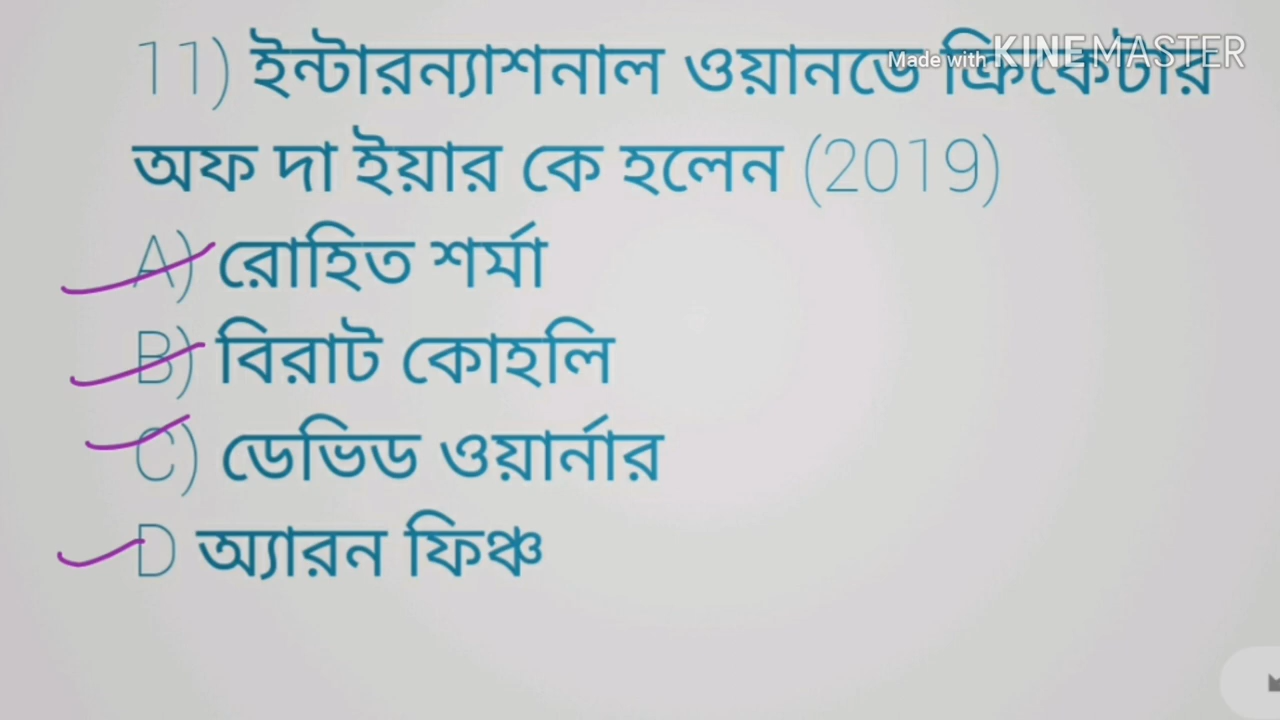 11) ইন্টারন্যাশনাল ওয়ানডে ক্রিকেটার
Made with KINEMASTER
অফ দা ইয়ার কে হলেন (2019)
A) রোহিত শর্মা
B) বিরাট কোহলি
C) ডেভিড ওয়ার্নার
D অ্যারন ফিঞ্চ